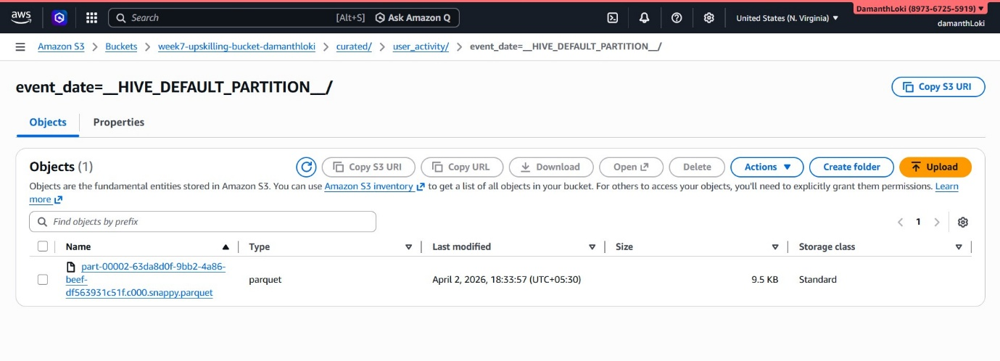 aws
Search [Alt+S] Ask Amazon Q
United States (N. Virginia)
DamanthLoki (8973-6725-5919)
damanthLoki
Amazon S3 > Buckets > week7-upskilling-bucket-damanthloki > curated/ > user_activity/ > event_date=__HIVE_DEFAULT_PARTITION__/
event_date=__HIVE_DEFAULT_PARTITION__/
Copy S3 URI
Objects Properties
Objects (1)
Copy S3 URI Copy URL Download Open Delete Actions Create folder Upload
Objects are the fundamental entities stored in Amazon S3. You can use Amazon S3 inventory to get a list of all objects in your bucket. For others to access your objects, you'll need to explicitly grant them permissions. Learn
more
Find objects by prefix
1
Name Type Last modified Size Storage class
part-00002-63da8d0f-9bb2-4a86-
beef-
df563931c51f.c000.snappy.parquet
parquet April 2, 2026, 18:33:57 (UTC+05:30) 9.5 KB Standard